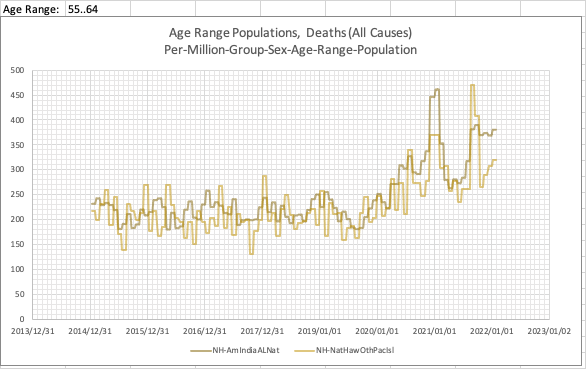 Age Range: 55..64
Age Range Populations, Deaths (All Causes)
Per-Million-Group-Sex-Age-Range-Population
500
450
400
350
300
250
200
150
100
50
0
2013/12/31 2014/12/31 2015/12/31 2016/12/31 2017/12/31 2019/01/01 2020/01/01 2021/01/01 2022/01/01 2023/01/02
NH-AmIndiaALNat NH-NatHawOthPacIsl